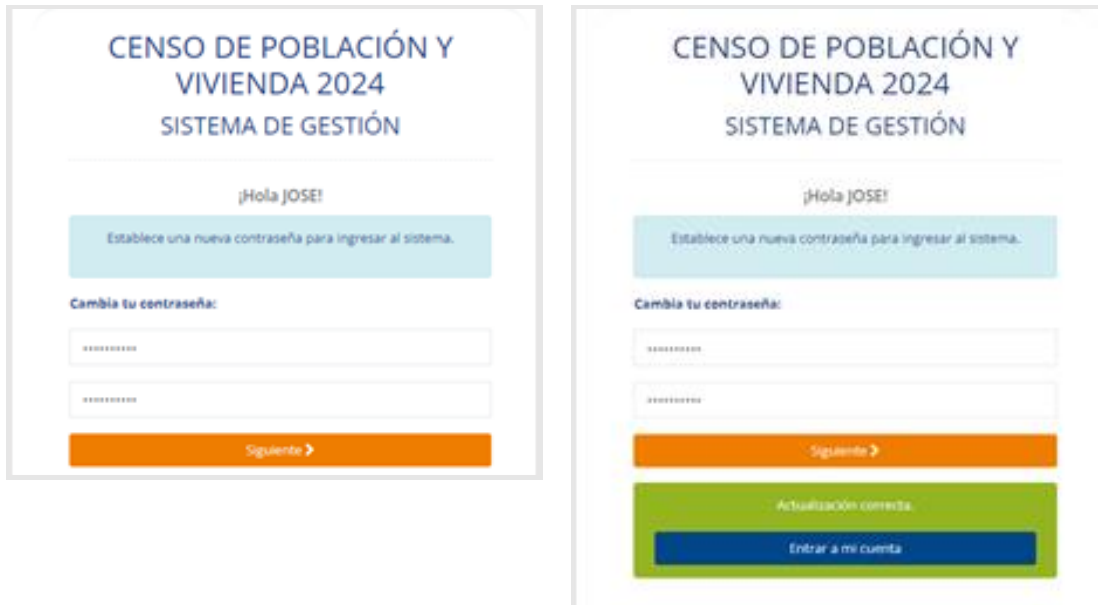 CENSO DE POBLACIÓN Y
VIVIENDA 2024
SISTEMA DE GESTIÓN
¡Hola JOSE!
Establece una nueva contraseña para ingresar al sistema.
Cambia tu contraseña:
••••••••••
••••••••••
Siguiente
CENSO DE POBLACIÓN Y
VIVIENDA 2024
SISTEMA DE GESTIÓN
¡Hola JOSE!
Establece una nueva contraseña para ingresar al sistema.
Cambia tu contraseña:
••••••••••
••••••••••
Siguiente
Actualización correcta.
Entrar a mi cuenta